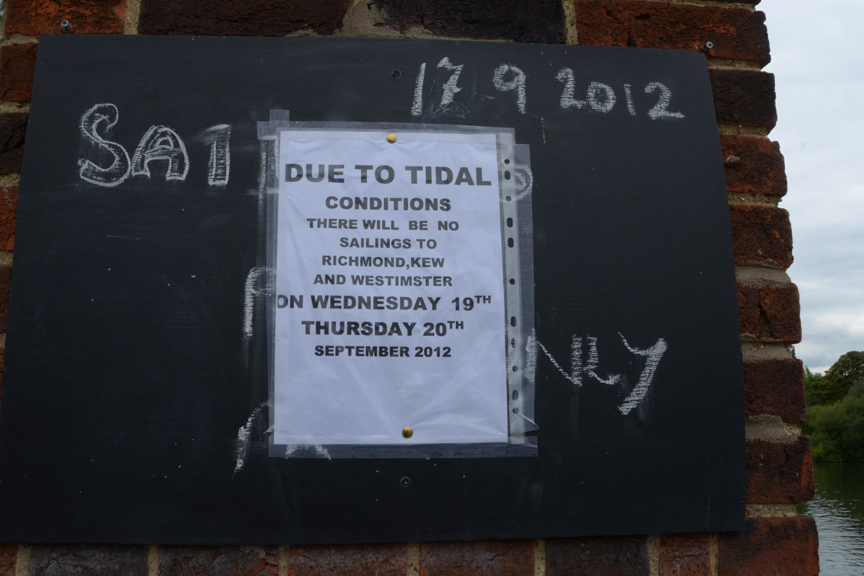 17 9 2012
DUE TO TIDAL
CONDITIONS
THERE WILL BE NO
SAILINGS TO
RICHMOND,KEW
AND WESTIMSTER
ON WEDNESDAY 19TH
THURSDAY 20TH
SEPTEMBER 2012